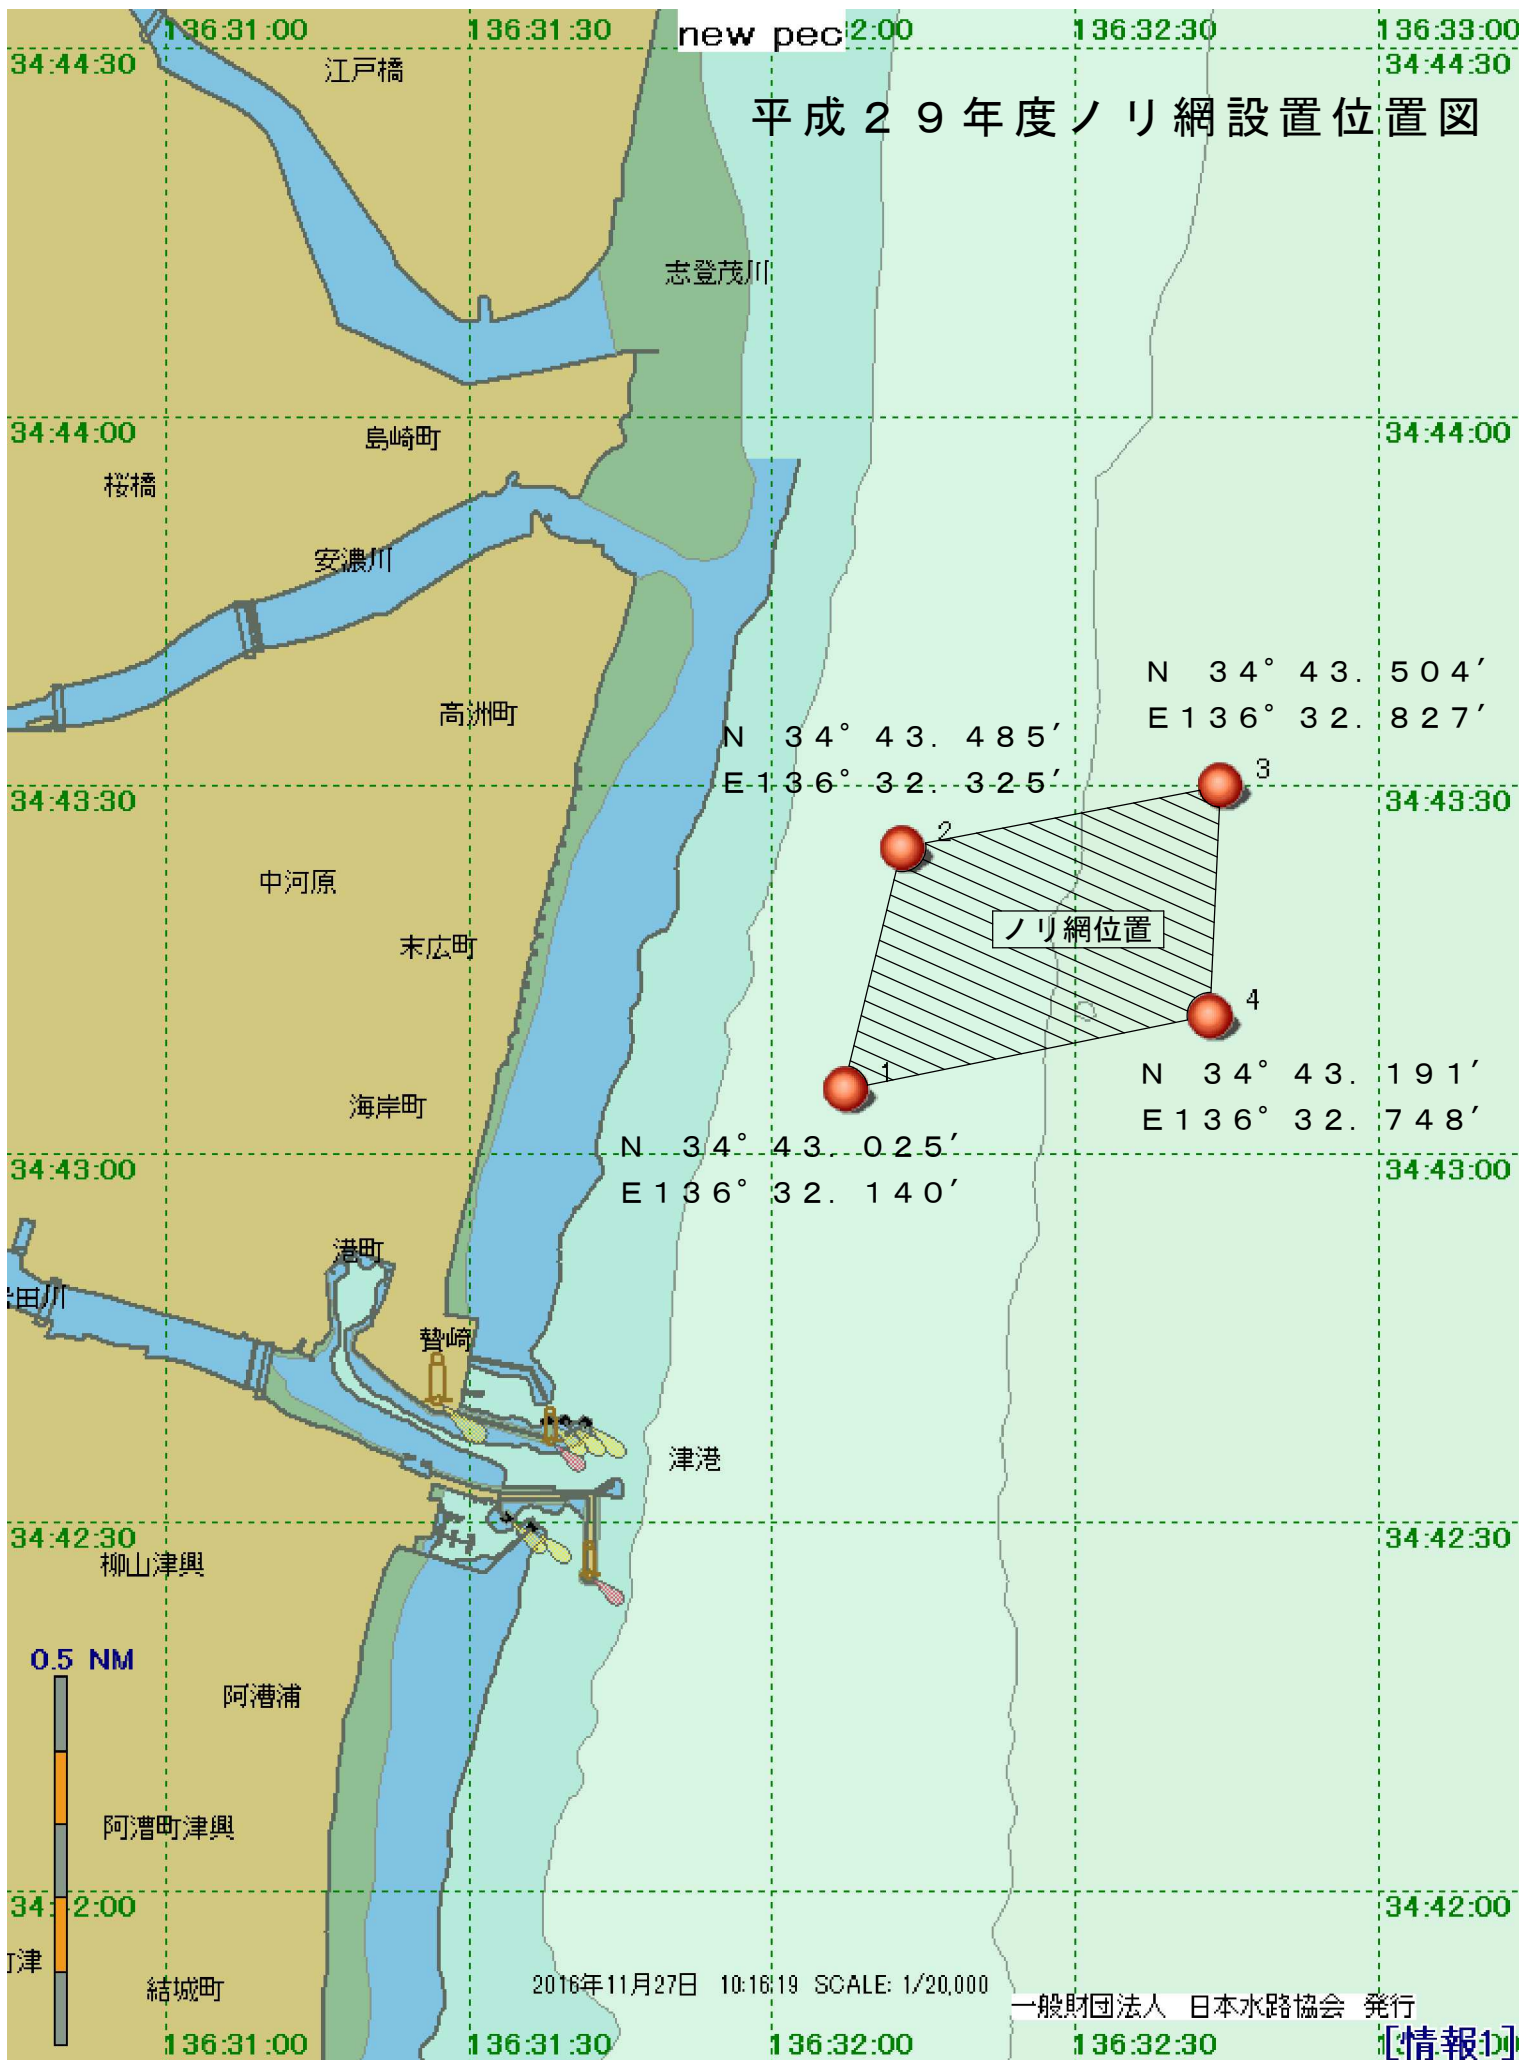 136:31:00 136:31:30 new pec 2:00 136:32:30 136:33:00
34:44:30 34:44:30
江戸橋
平成２９年度ノリ網設置位置図
志登茂川
34:44:00 34:44:00
島崎町
桜橋
安濃川
N 34° 43. 504′
E136° 32. 827′
高洲町
N 34° 43. 485′
E136° 32. 325′
3
34:43:30 34:43:30
2
中河原
ノリ網位置
末広町
4
1
N 34° 43. 191′
E136° 32. 748′
海岸町
N 34° 43. 025′
E136° 32. 140′
34:43:00 34:43:00
港町
田川
贄崎
津港
34:42:30 34:42:30
柳山津興
0.5 NM
阿漕浦
阿漕町津興
34:42:00 34:42:00
町津
結城町
2016年11月27日 10:16:19 SCALE: 1/20,000
一般財団法人 日本水路協会 発行
136:31:00 136:31:30 136:32:00 136:32:30
[情報1]